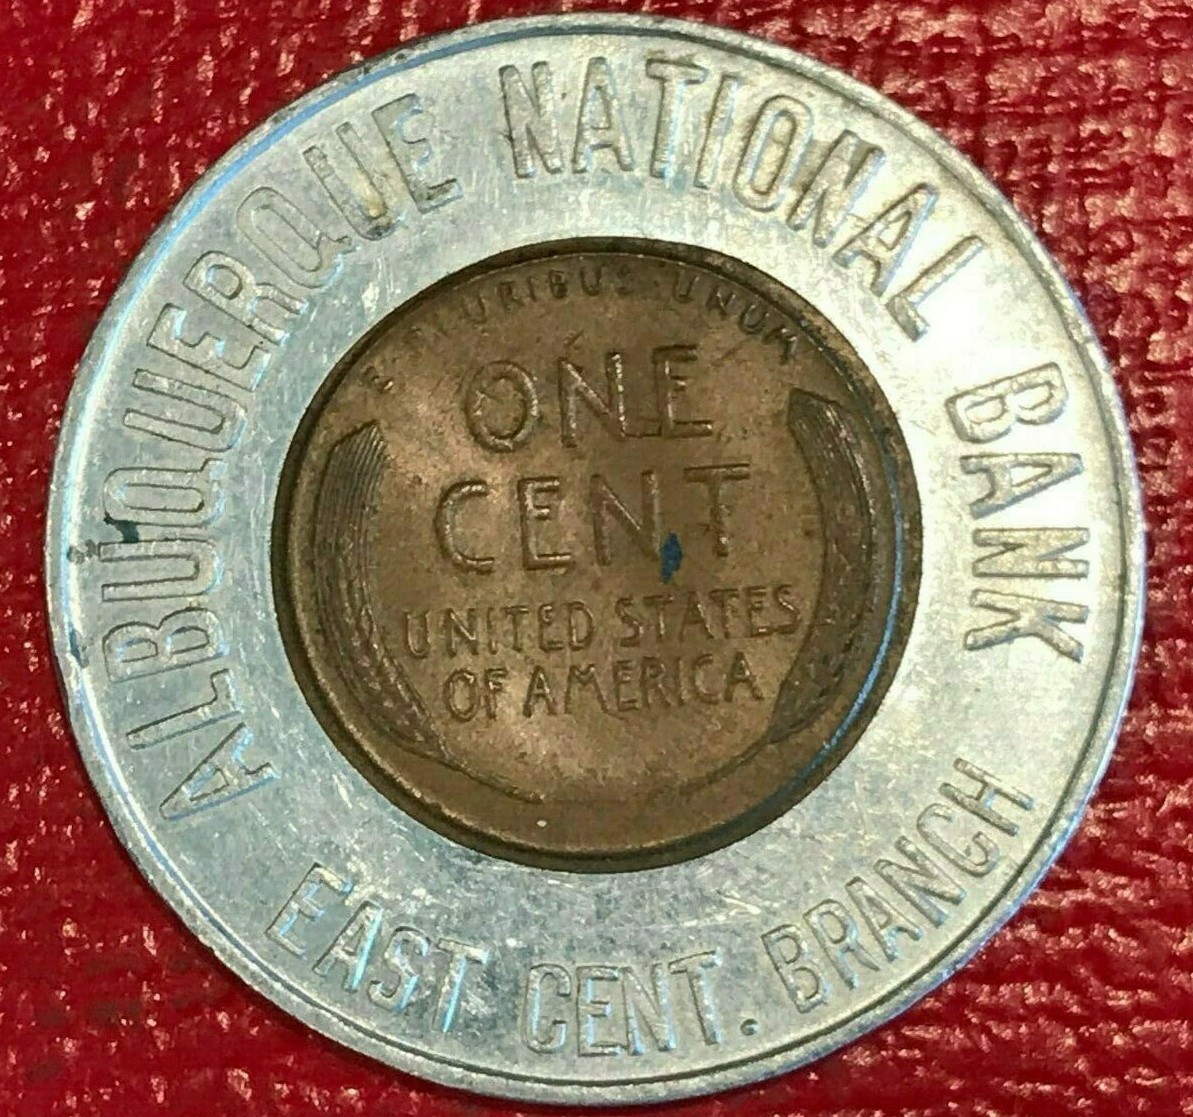 ALBUQUERQUE NATIONAL BANK
EAST CENT. BRANCH
E PLURIBUS UNUM
ONE
CENT
UNITED STATES
OF AMERICA